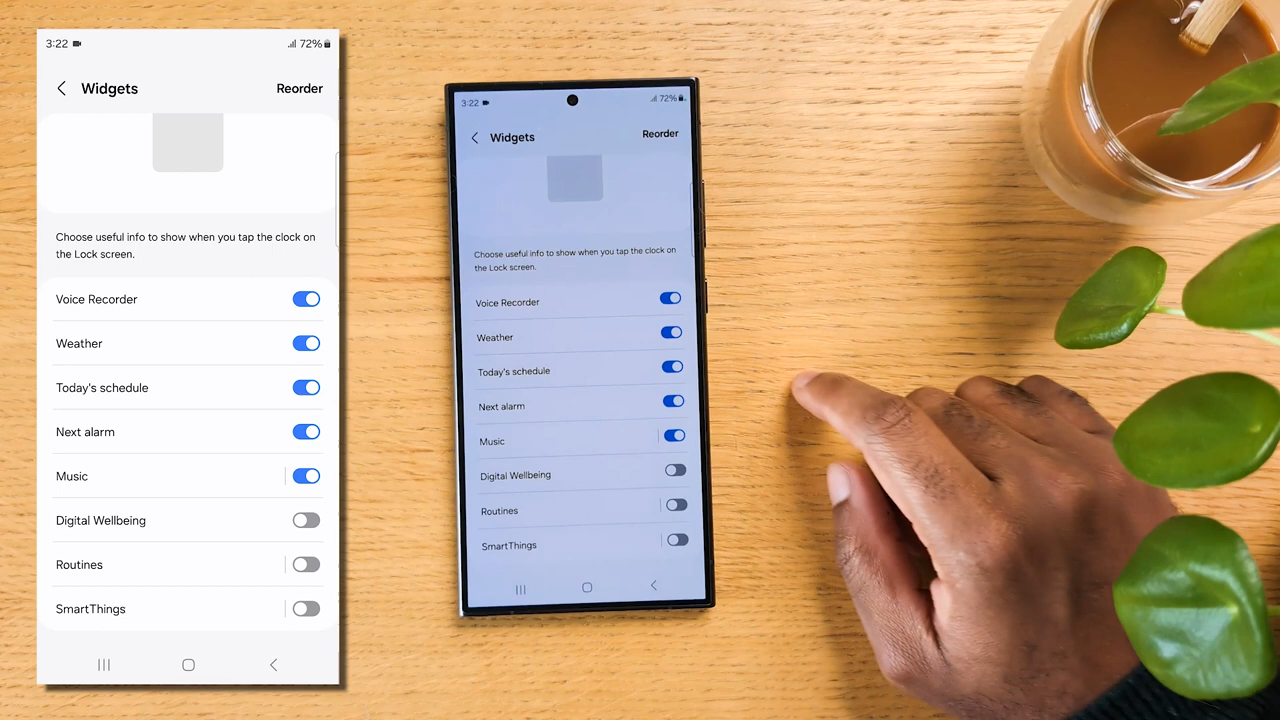 3:22
72%
Widgets
Reorder
Choose useful info to show when you tap the clock on
the Lock screen.
Voice Recorder
Weather
Today's schedule
Next alarm
Music
Digital Wellbeing
Routines
SmartThings
3:22
72%
Widgets
Reorder
Choose useful info to show when you tap the clock on
the Lock screen.
Voice Recorder
Weather
Today's schedule
Next alarm
Music
Digital Wellbeing
Routines
SmartThings